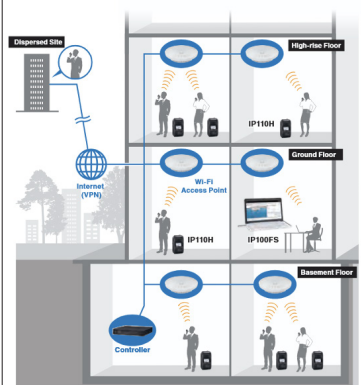 Dispersed Site
High-rise Floor
IP110H
Ground Floor
Internet
(VPN)
Wi-Fi
Access Point
IP110H
IP100FS
Basement Floor
Controller